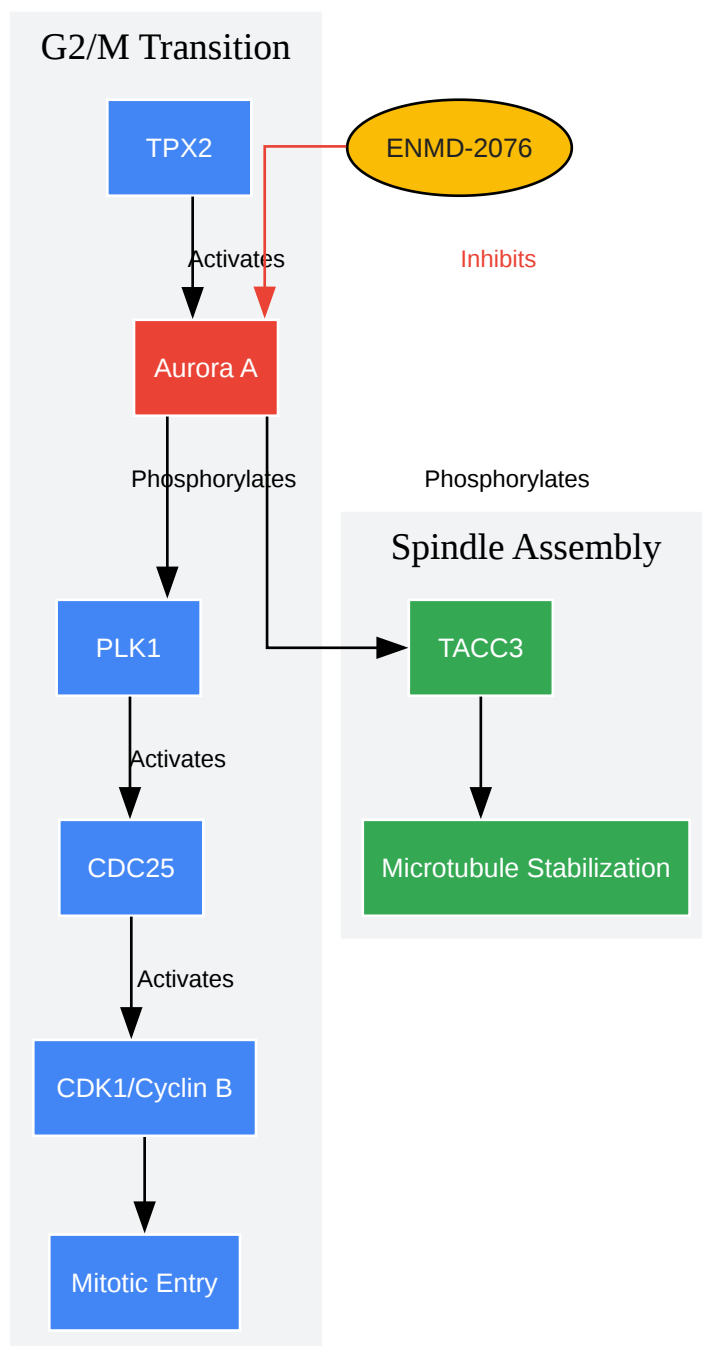 G2/M Transition
TPX2
ENMD-2076
Activates
Inhibits
Aurora A
Phosphorylates
Phosphorylates
Spindle Assembly
PLK1
TACC3
Activates
CDC25
Microtubule Stabilization
Activates
CDK1/Cyclin B
Mitotic Entry